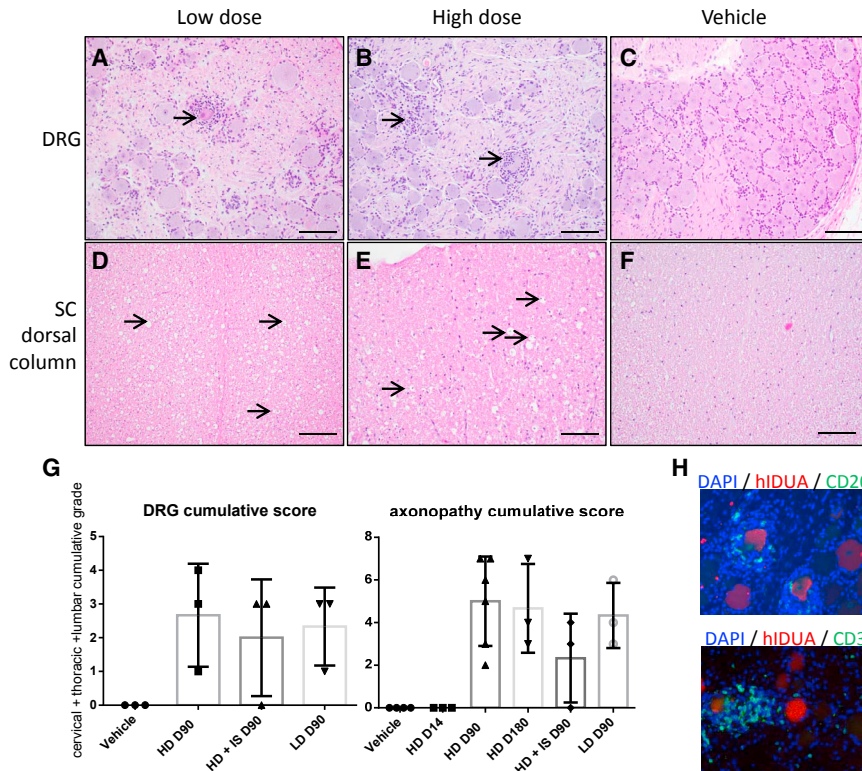 Low dose High dose Vehicle
A B C
DRG
D E F
SC
dorsal
column
G
DRG cumulative score
cervical + thoracic +lumbar cumulative grade
5
4
3
2
1
0
Vehicle HD D90 HD + IS D90 LD D90
axonopathy cumulative score
8
6
4
2
0
Vehicle HD D14 HD D90 HD D180 HD + IS D90 LD D90
H
DAPI / hIDUA / CD20
DAPI / hIDUA / CD3